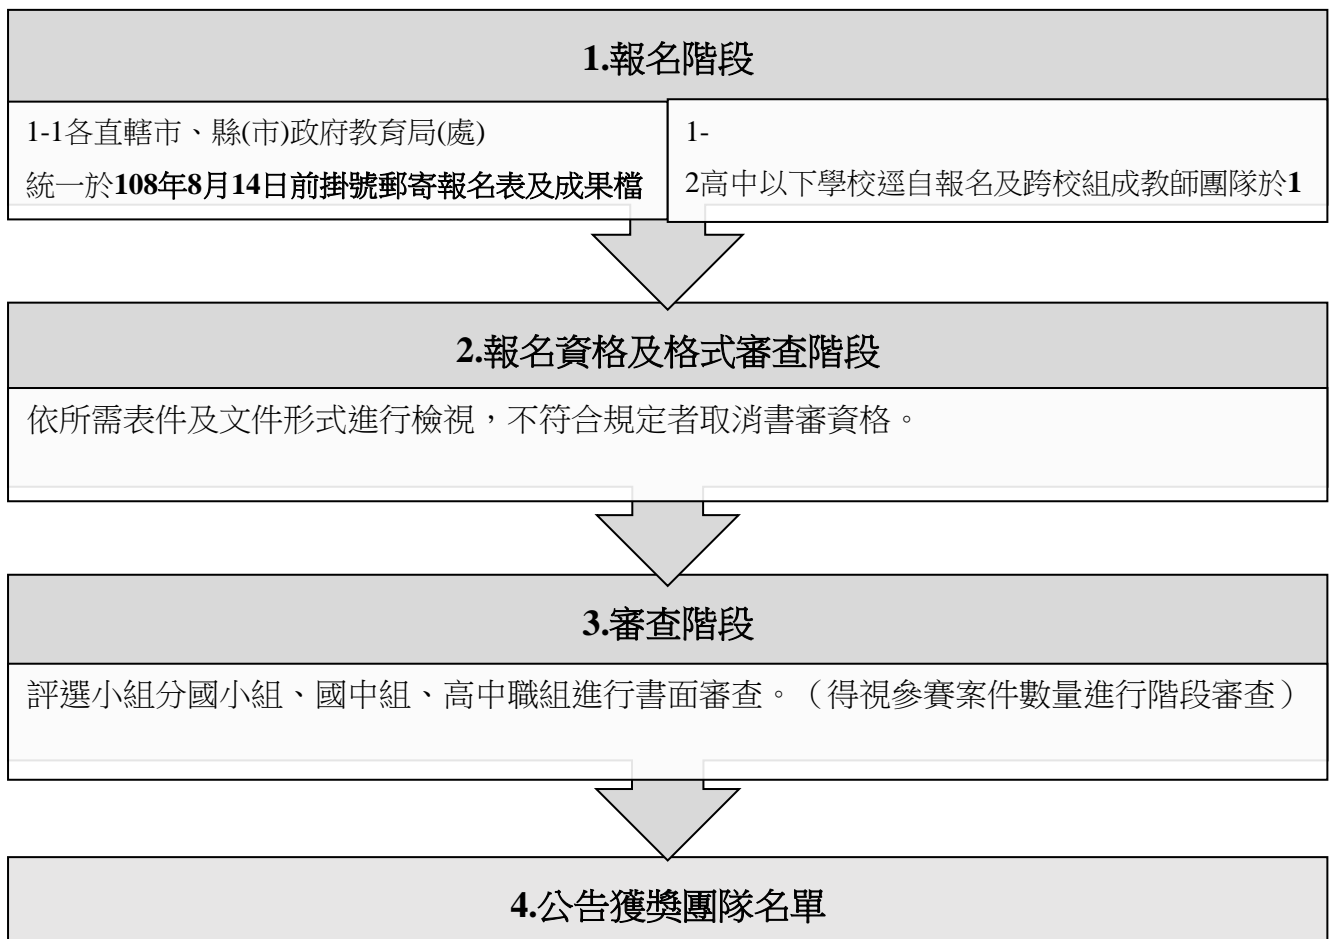 1.報名階段
1-1各直轄市、縣(市)政府教育局(處)
統一於108年8月14日前掛號郵寄報名表及成果檔
1-
2高中以下學校逕自報名及跨校組成教師團隊於1
2.報名資格及格式審查階段
依所需表件及文件形式進行檢視，不符合規定者取消書審資格。
3.審查階段
評選小組分國小組、國中組、高中職組進行書面審查。（得視參賽案件數量進行階段審查）
4.公告獲獎團隊名單